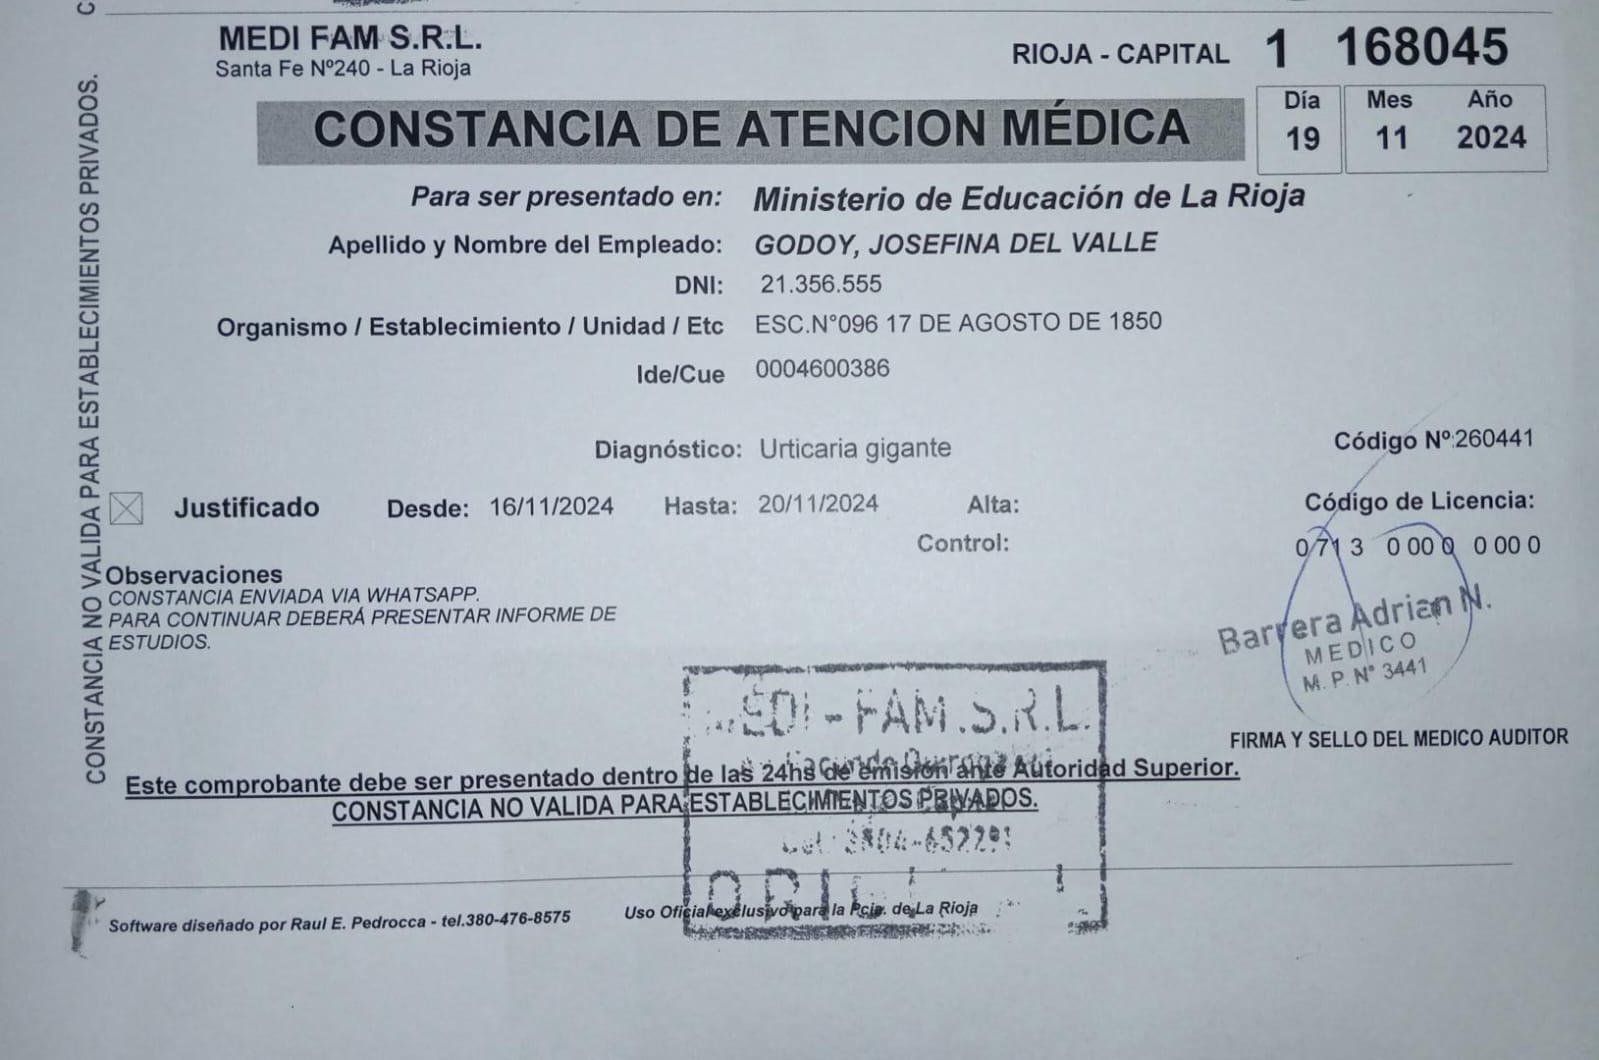 MEDI FAM S.R.L.
Santa Fe Nº240 - La Rioja
RIOJA - CAPITAL 1 168045
CONSTANCIA DE ATENCION MÉDICA
Día Mes Año
19 11 2024
Para ser presentado en: Ministerio de Educación de La Rioja
Apellido y Nombre del Empleado: GODOY, JOSEFINA DEL VALLE
DNI: 21.356.555
Organismo / Establecimiento / Unidad / Etc ESC.N°096 17 DE AGOSTO DE 1850
Ide/Cue 0004600386
Diagnóstico: Urticaria gigante
Código Nº:260441
Justificado Desde: 16/11/2024 Hasta: 20/11/2024 Alta:
Control:
Código de Licencia:
0713 0000 0000
Observaciones
CONSTANCIA ENVIADA VIA WHATSAPP.
PARA CONTINUAR DEBERÁ PRESENTAR INFORME DE
ESTUDIOS.
Barrera Adrian N.
MEDICO
M. P. N° 3441
FIRMA Y SELLO DEL MEDICO AUDITOR
EDI - FAM.S.R.L.
Este comprobante debe ser presentado dentro de las 24hs de emisión ante Autoridad Superior.
CONSTANCIA NO VALIDA PARA ESTABLECIMIENTOS PRIVADOS.
Software diseñado por Raul E. Pedrocca - tel.380-476-8575
Uso Oficial exclusivo para la Pcia. de La Rioja
CONSTANCIA NO VALIDA PARA ESTABLECIMIENTOS PRIVADOS.